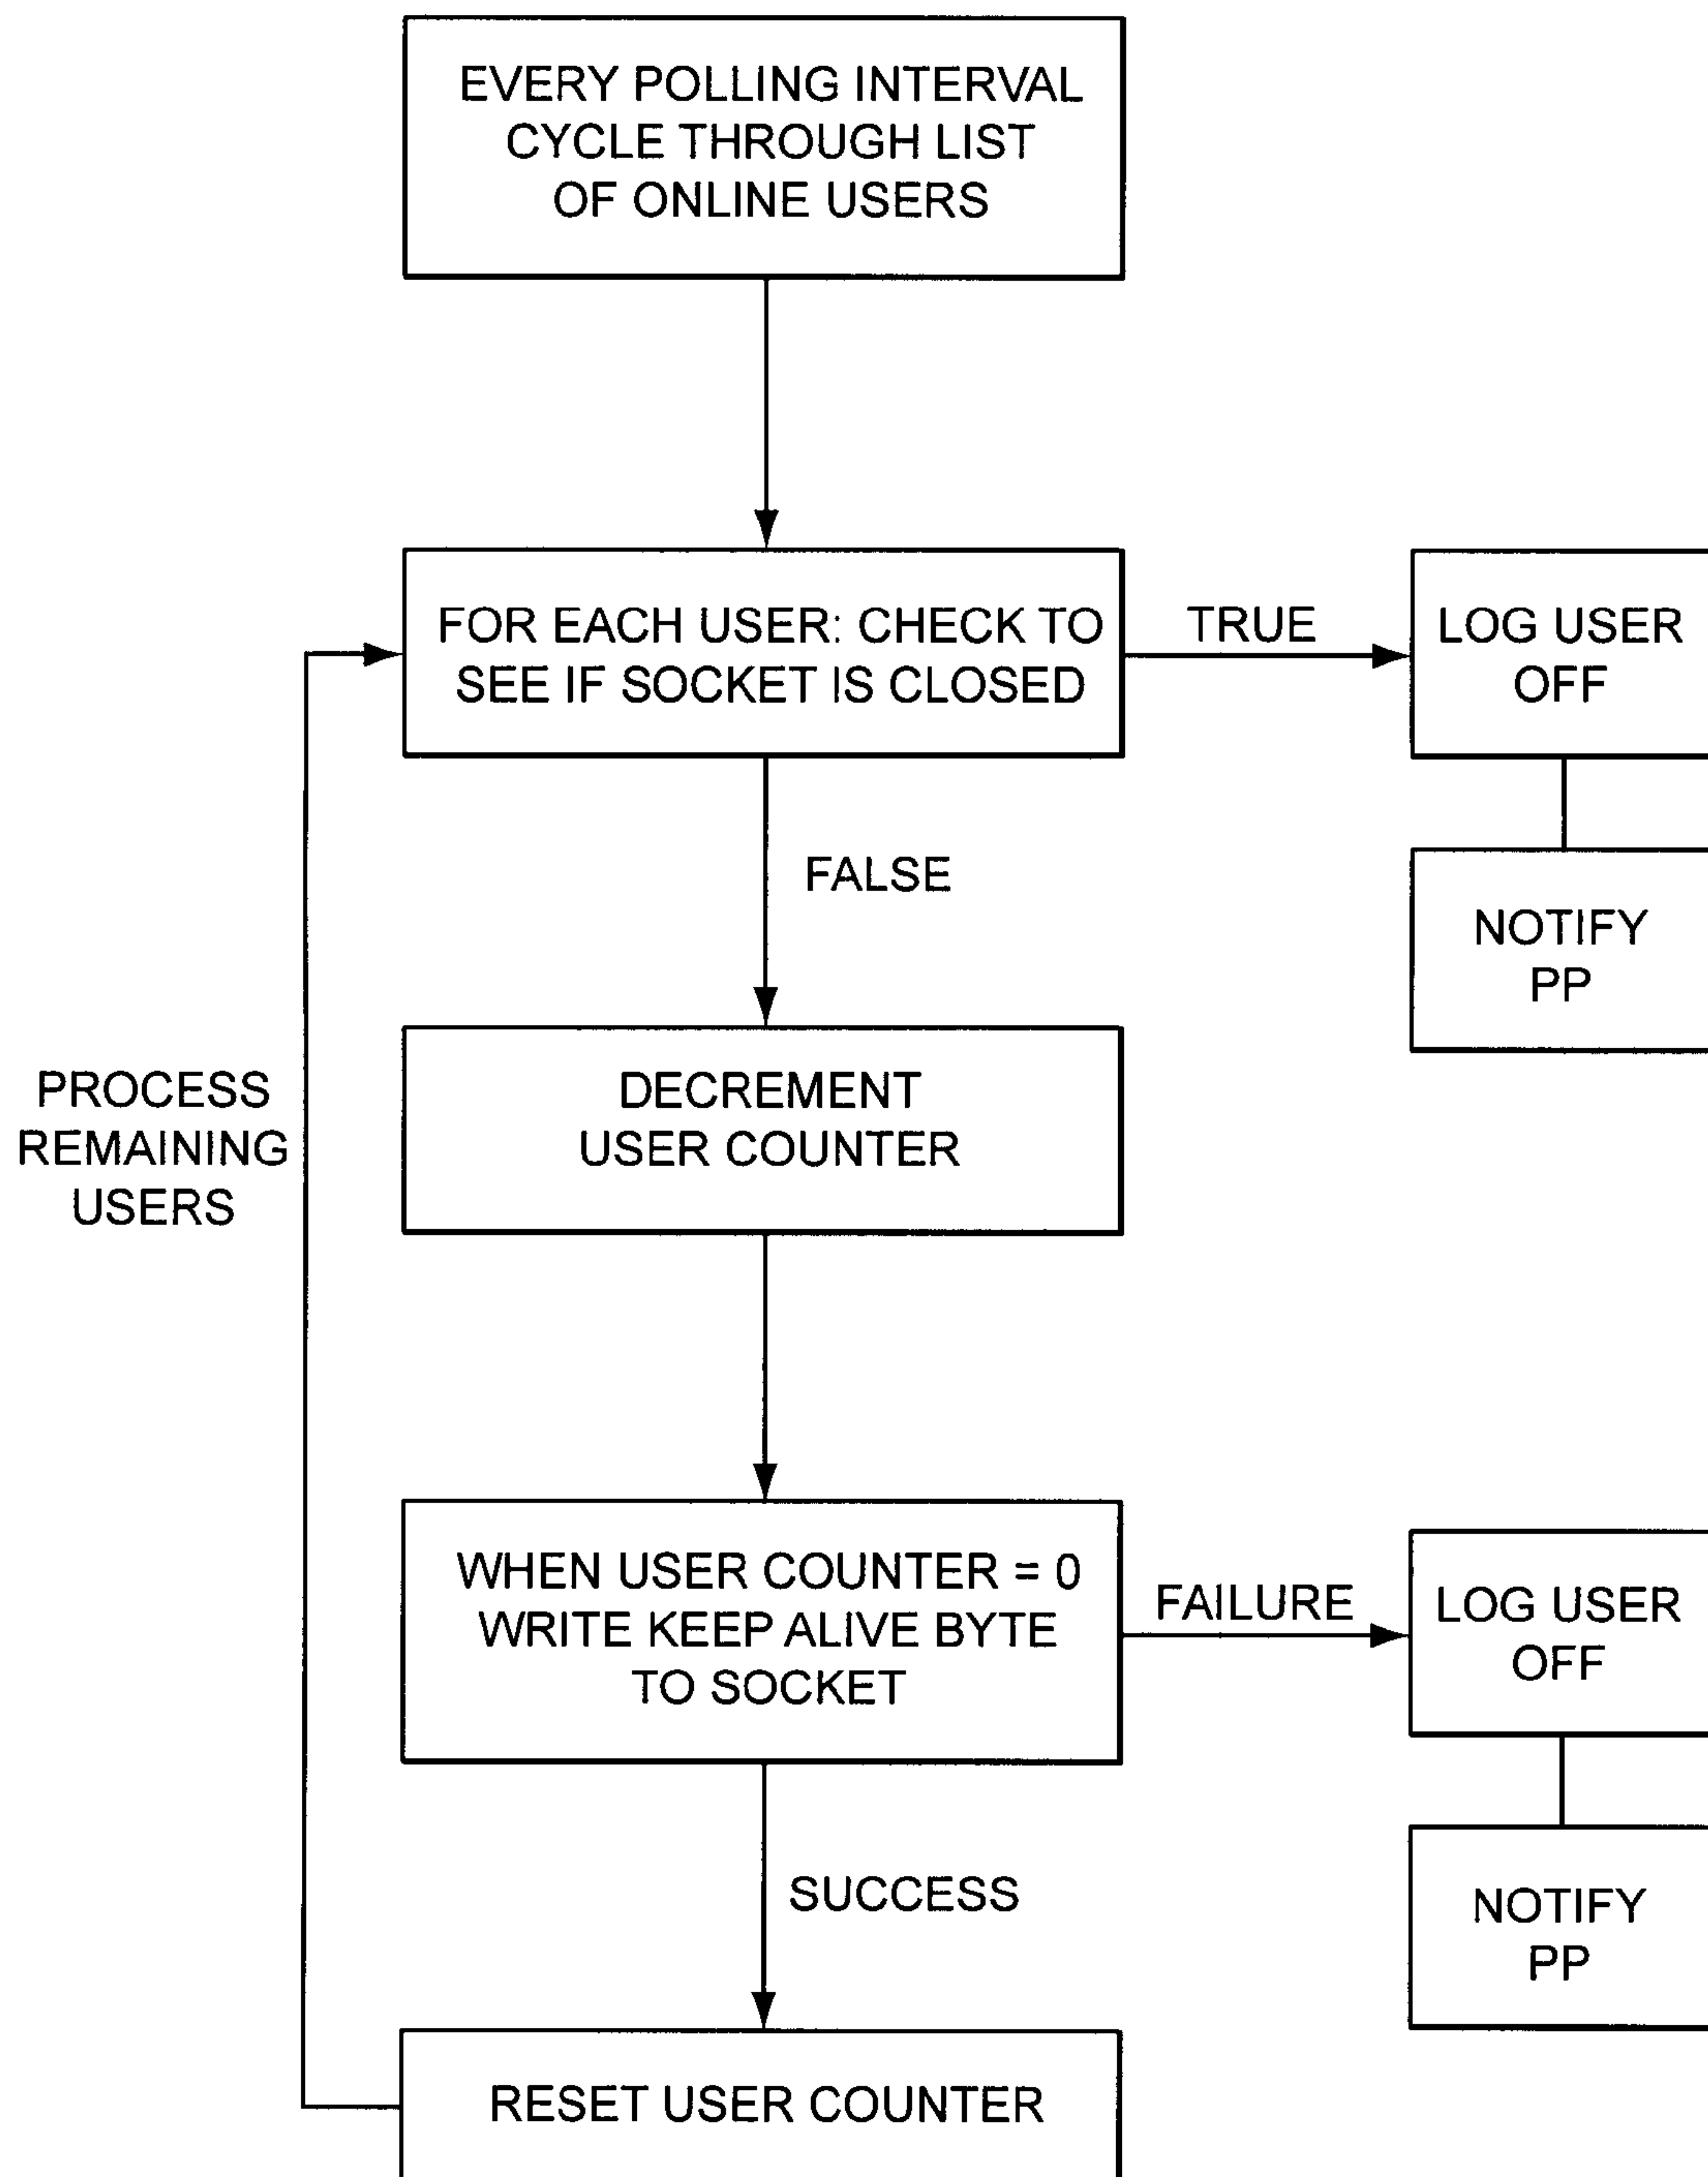 EVERY POLLING INTERVAL
CYCLE THROUGH LIST
OF ONLINE USERS
FOR EACH USER: CHECK TO
SEE IF SOCKET IS CLOSED
TRUE
LOG USER
OFF
FALSE
NOTIFY
PP
DECREMENT
USER COUNTER
PROCESS
REMAINING
USERS
WHEN USER COUNTER = 0
WRITE KEEP ALIVE BYTE
TO SOCKET
FAILURE
LOG USER
OFF
SUCCESS
NOTIFY
PP
RESET USER COUNTER